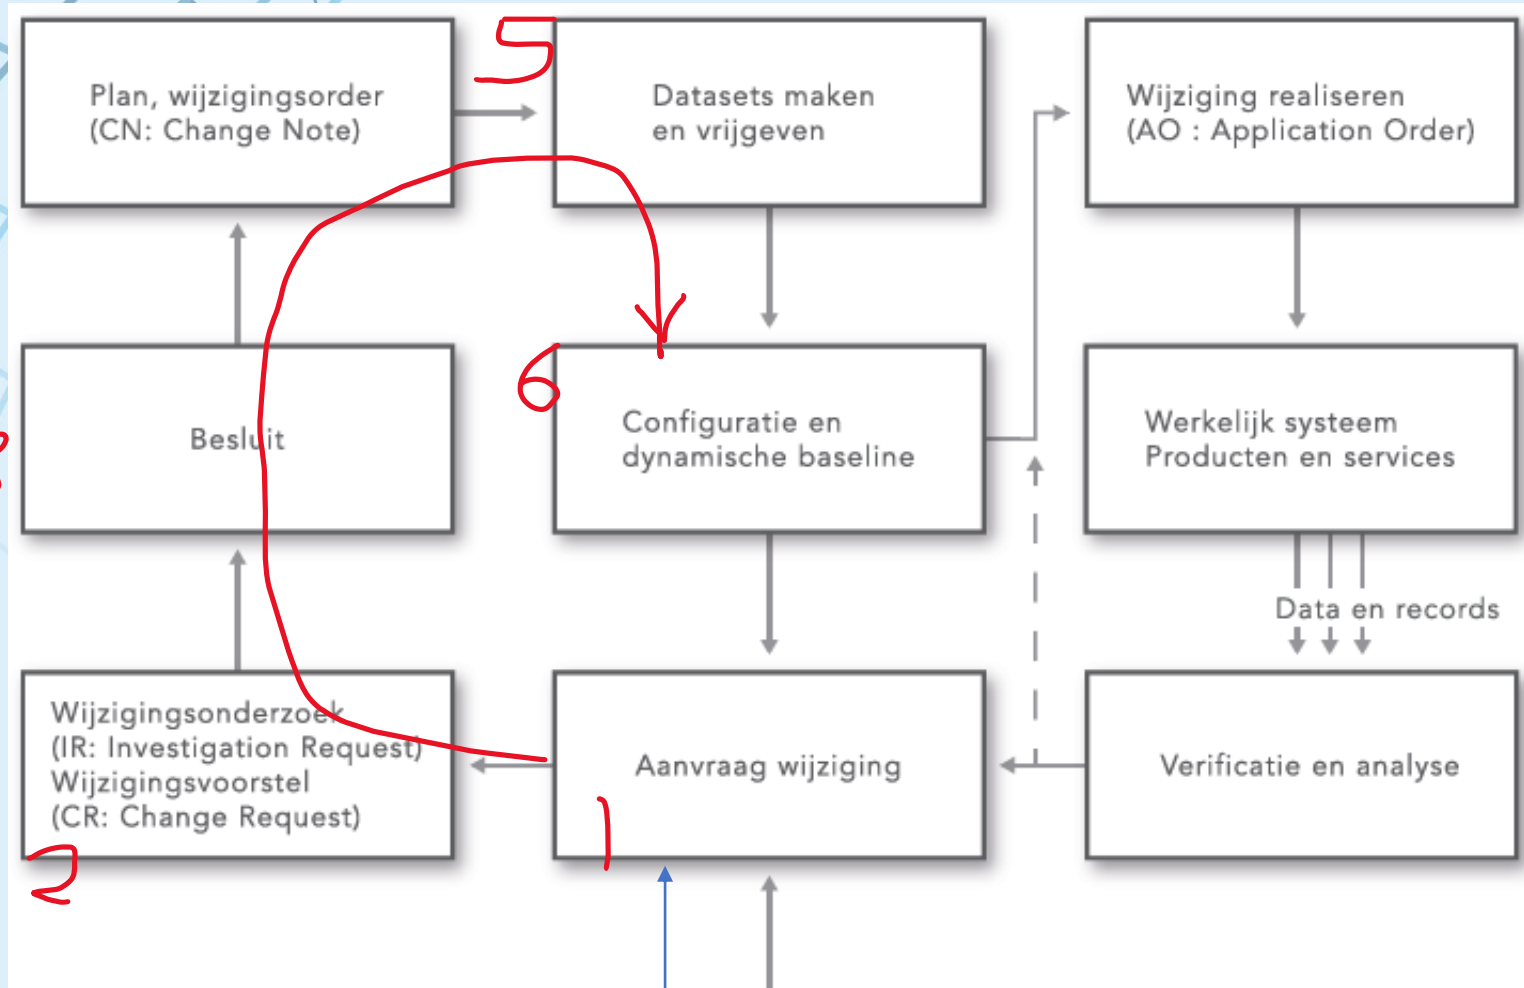 Plan, wijzigingsorder
(CN: Change Note)
5
Datasets maken
en vrijgeven
Wijziging realiseren
(AO : Application Order)
Besluit
6
Configuratie en
dynamische baseline
Werkelijk systeem
Producten en services
Data en records
Wijzigingsonderzoek
(IR: Investigation Request)
Wijzigingsvoorstel
(CR: Change Request)
2
Aanvraag wijziging
1
Verificatie en analyse